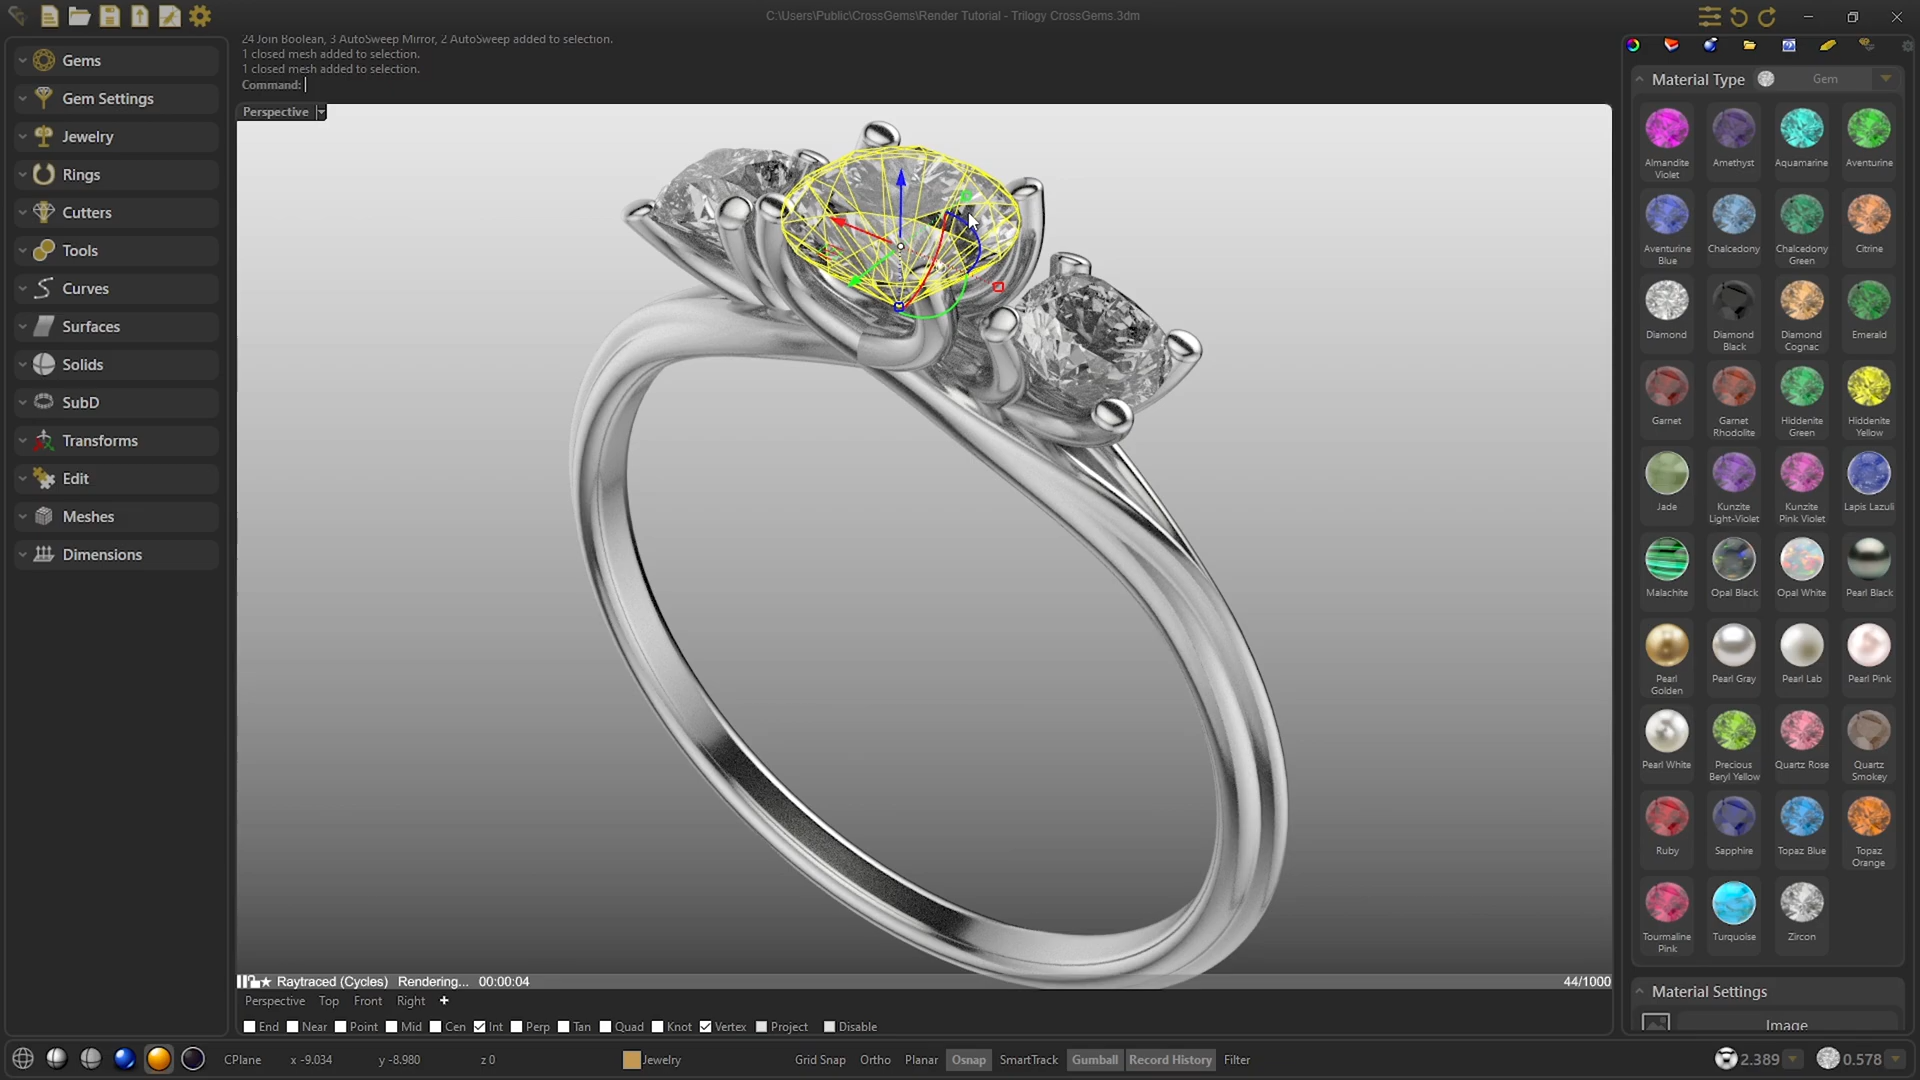 C:\Users\Public\CrossGems\Render Tutorial - Trilogy CrossGems.3dm
24 Join Boolean, 3 AutoSweep Mirror, 2 AutoSweep added to selection.
1 closed mesh added to selection.
1 closed mesh added to selection.
Command:
Gems
Gem Settings
Jewelry
Rings
Cutters
Tools
Curves
Surfaces
Solids
SubD
Transforms
Edit
Meshes
Dimensions
Perspective
Material Type Gem
Almandite Violet
Amethyst
Aquamarine
Aventurine
Aventurine Blue
Chalcedony
Chalcedony Green
Citrine
Diamond
Diamond Black
Diamond Cognac
Emerald
Garnet
Garnet Rhodolite
Hiddenite Green
Hiddenite Yellow
Jade
Kunzite Light-Violet
Kunzite Pink Violet
Lapis Lazuli
Malachite
Opal Black
Opal White
Pearl Black
Pearl Golden
Pearl Gray
Pearl Lab
Pearl Pink
Pearl White
Precious Beryl Yellow
Quartz Rose
Quartz Smokey
Ruby
Sapphire
Topaz Blue
Topaz Orange
Tourmaline Pink
Turquoise
Zircon
Material Settings
Image
Raytraced (Cycles) Rendering... 00:00:04 44/1000
Perspective Top Front Right
End Near Point Mid Cen Int Perp Tan Quad Knot Vertex Project Disable
CPlane x -9.034 y -8.980 z 0 Jewelry Grid Snap Ortho Planar Osnap SmartTrack Gumball Record History Filter 2.389 0.578